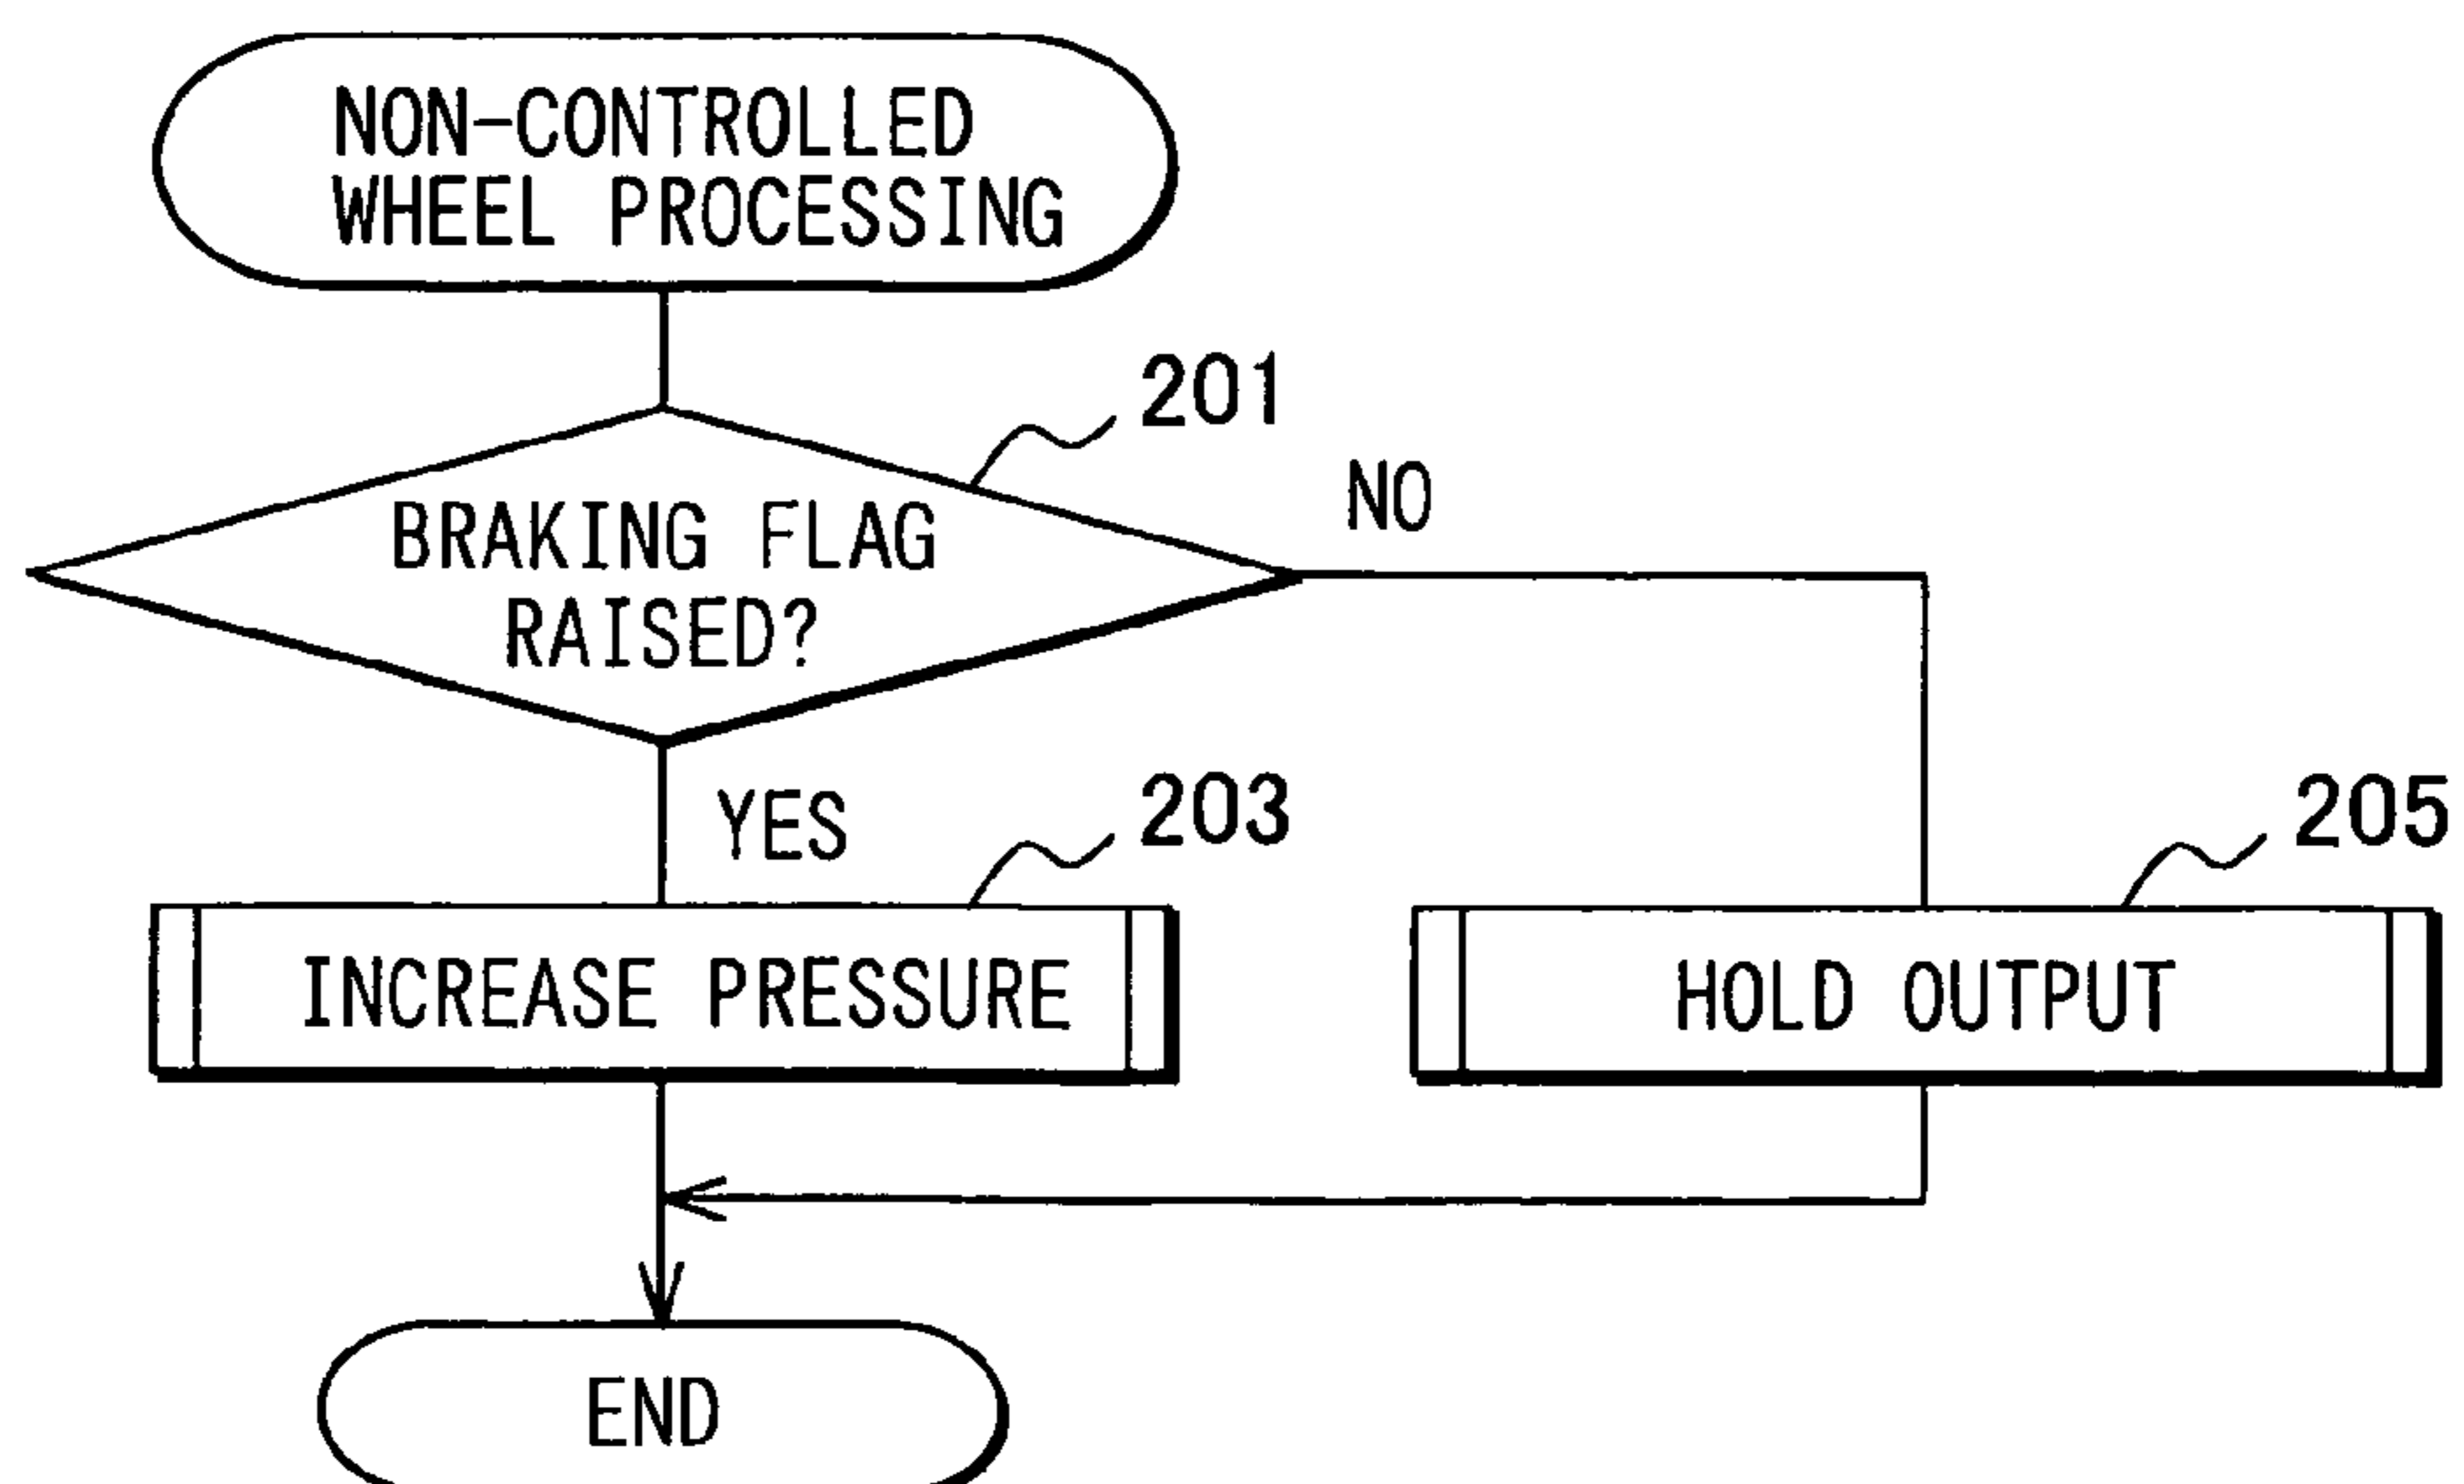 NON-CONTROLLED
WHEEL PROCESSING
201
BRAKING FLAG
RAISED?
NO
YES
203
INCREASE PRESSURE
205
HOLD OUTPUT
END